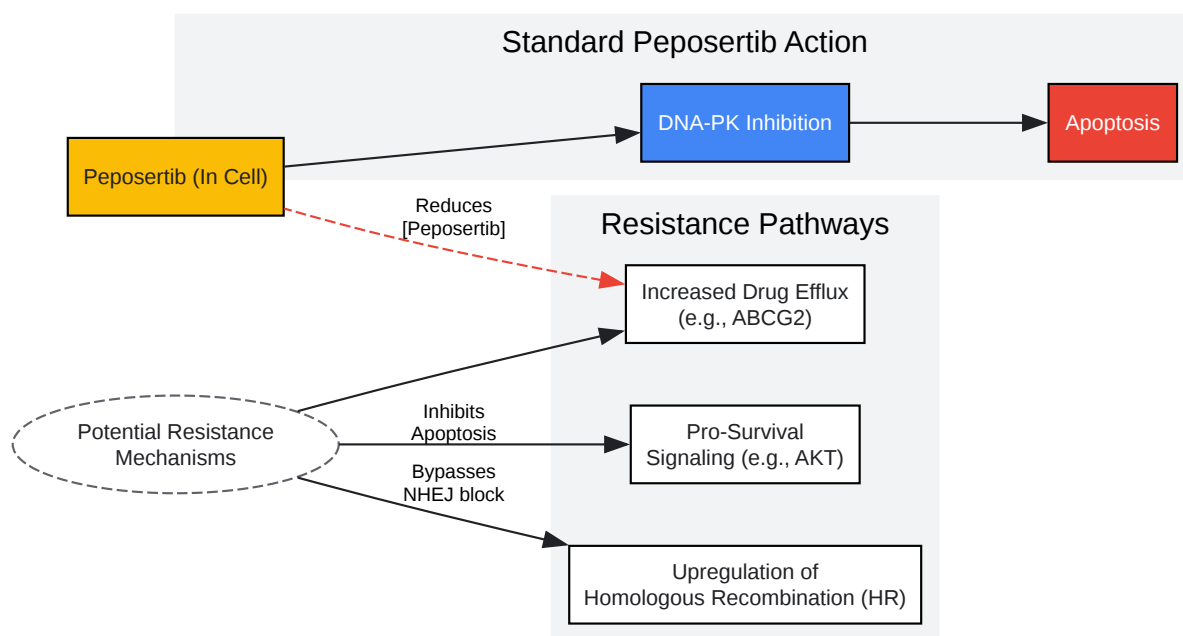 Standard Peposertib Action
DNA-PK Inhibition
Apoptosis
Peposertib (In Cell)
Reduces
[Peposertib]
Resistance Pathways
Increased Drug Efflux
(e.g., ABCG2)
Potential Resistance
Mechanisms
Inhibits
Apoptosis
Pro-Survival
Signaling (e.g., AKT)
Bypasses
NHEJ block
Upregulation of
Homologous Recombination (HR)